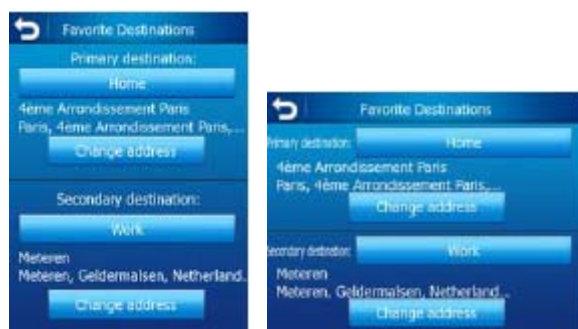 Favorite Destinations
Primary destination:
Home
4ème Arrondissement Paris
Paris, 4ème Arrondissement Paris,...
Change address
Secondary destination:
Work
Meteren
Meteren, Geldermalsen, Netherland...
Change address
Favorite Destinations
Primary destination: Home
4ème Arrondissement Paris
Paris, 4ème Arrondissement Paris,...
Change address
Secondary destination: Work
Meteren
Meteren, Geldermalsen, Netherland...
Change address